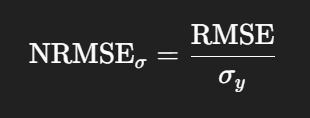 NRMSE_σ = RMSE / σ_y